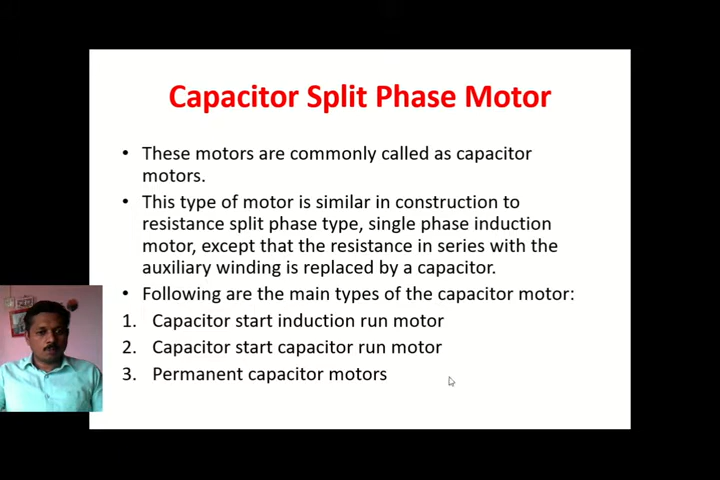 Capacitor Split Phase Motor
• These motors are commonly called as capacitor
motors.
• This type of motor is similar in construction to
resistance split phase type, single phase induction
motor, except that the resistance in series with the
auxiliary winding is replaced by a capacitor.
• Following are the main types of the capacitor motor:
1. Capacitor start induction run motor
2. Capacitor start capacitor run motor
3. Permanent capacitor motors